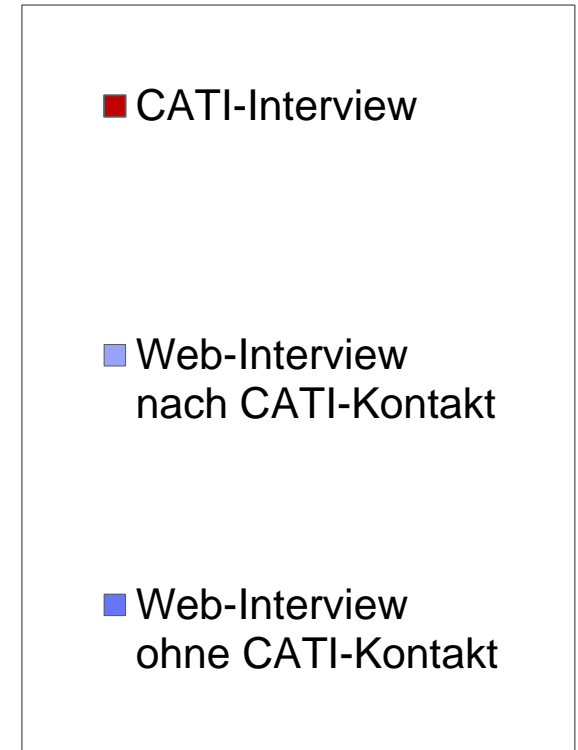 CATI-Interview
Web-Interview
nach CATI-Kontakt
Web-Interview
ohne CATI-Kontakt